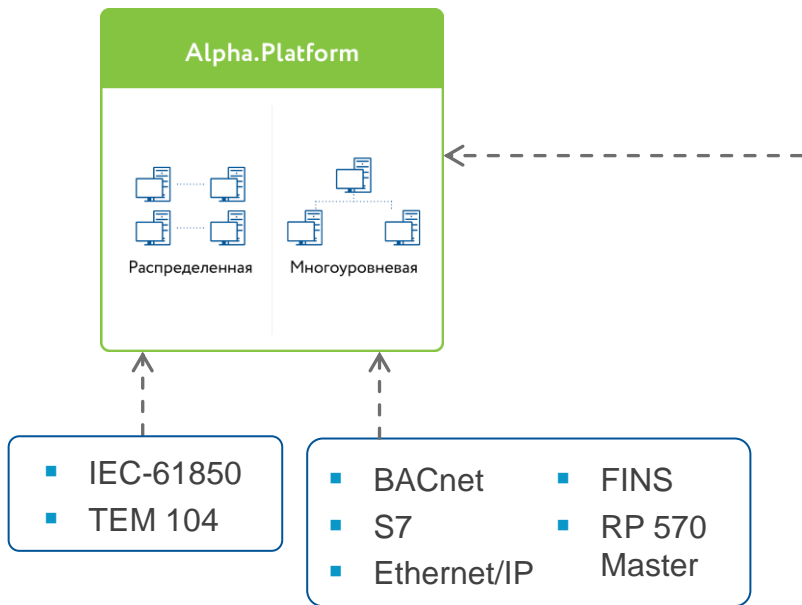 Alpha.Platform
Распределенная
Многоуровневая
IEC-61850
TEM 104
BACnet
S7
Ethernet/IP
FINS
RP 570
Master